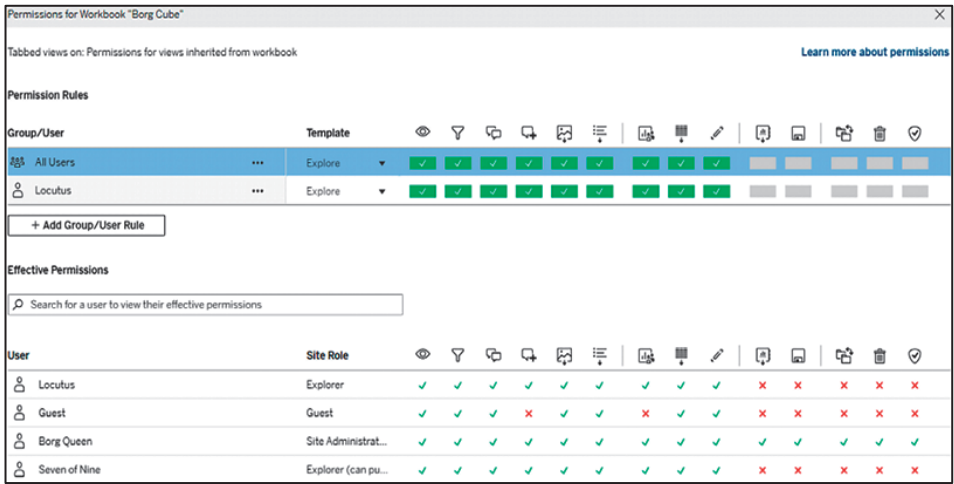 Permissions for Workbook "Borg Cube"
Tabbed views on: Permissions for views inherited from workbook
Learn more about permissions
Permission Rules
Group/User Template
All Users ••• Explore
Locutus ••• Explore
+ Add Group/User Rule
Effective Permissions
Search for a user to view their effective permissions
User Site Role
Locutus Explorer
Guest Guest
Borg Queen Site Administrat...
Seven of Nine Explorer (can pu...